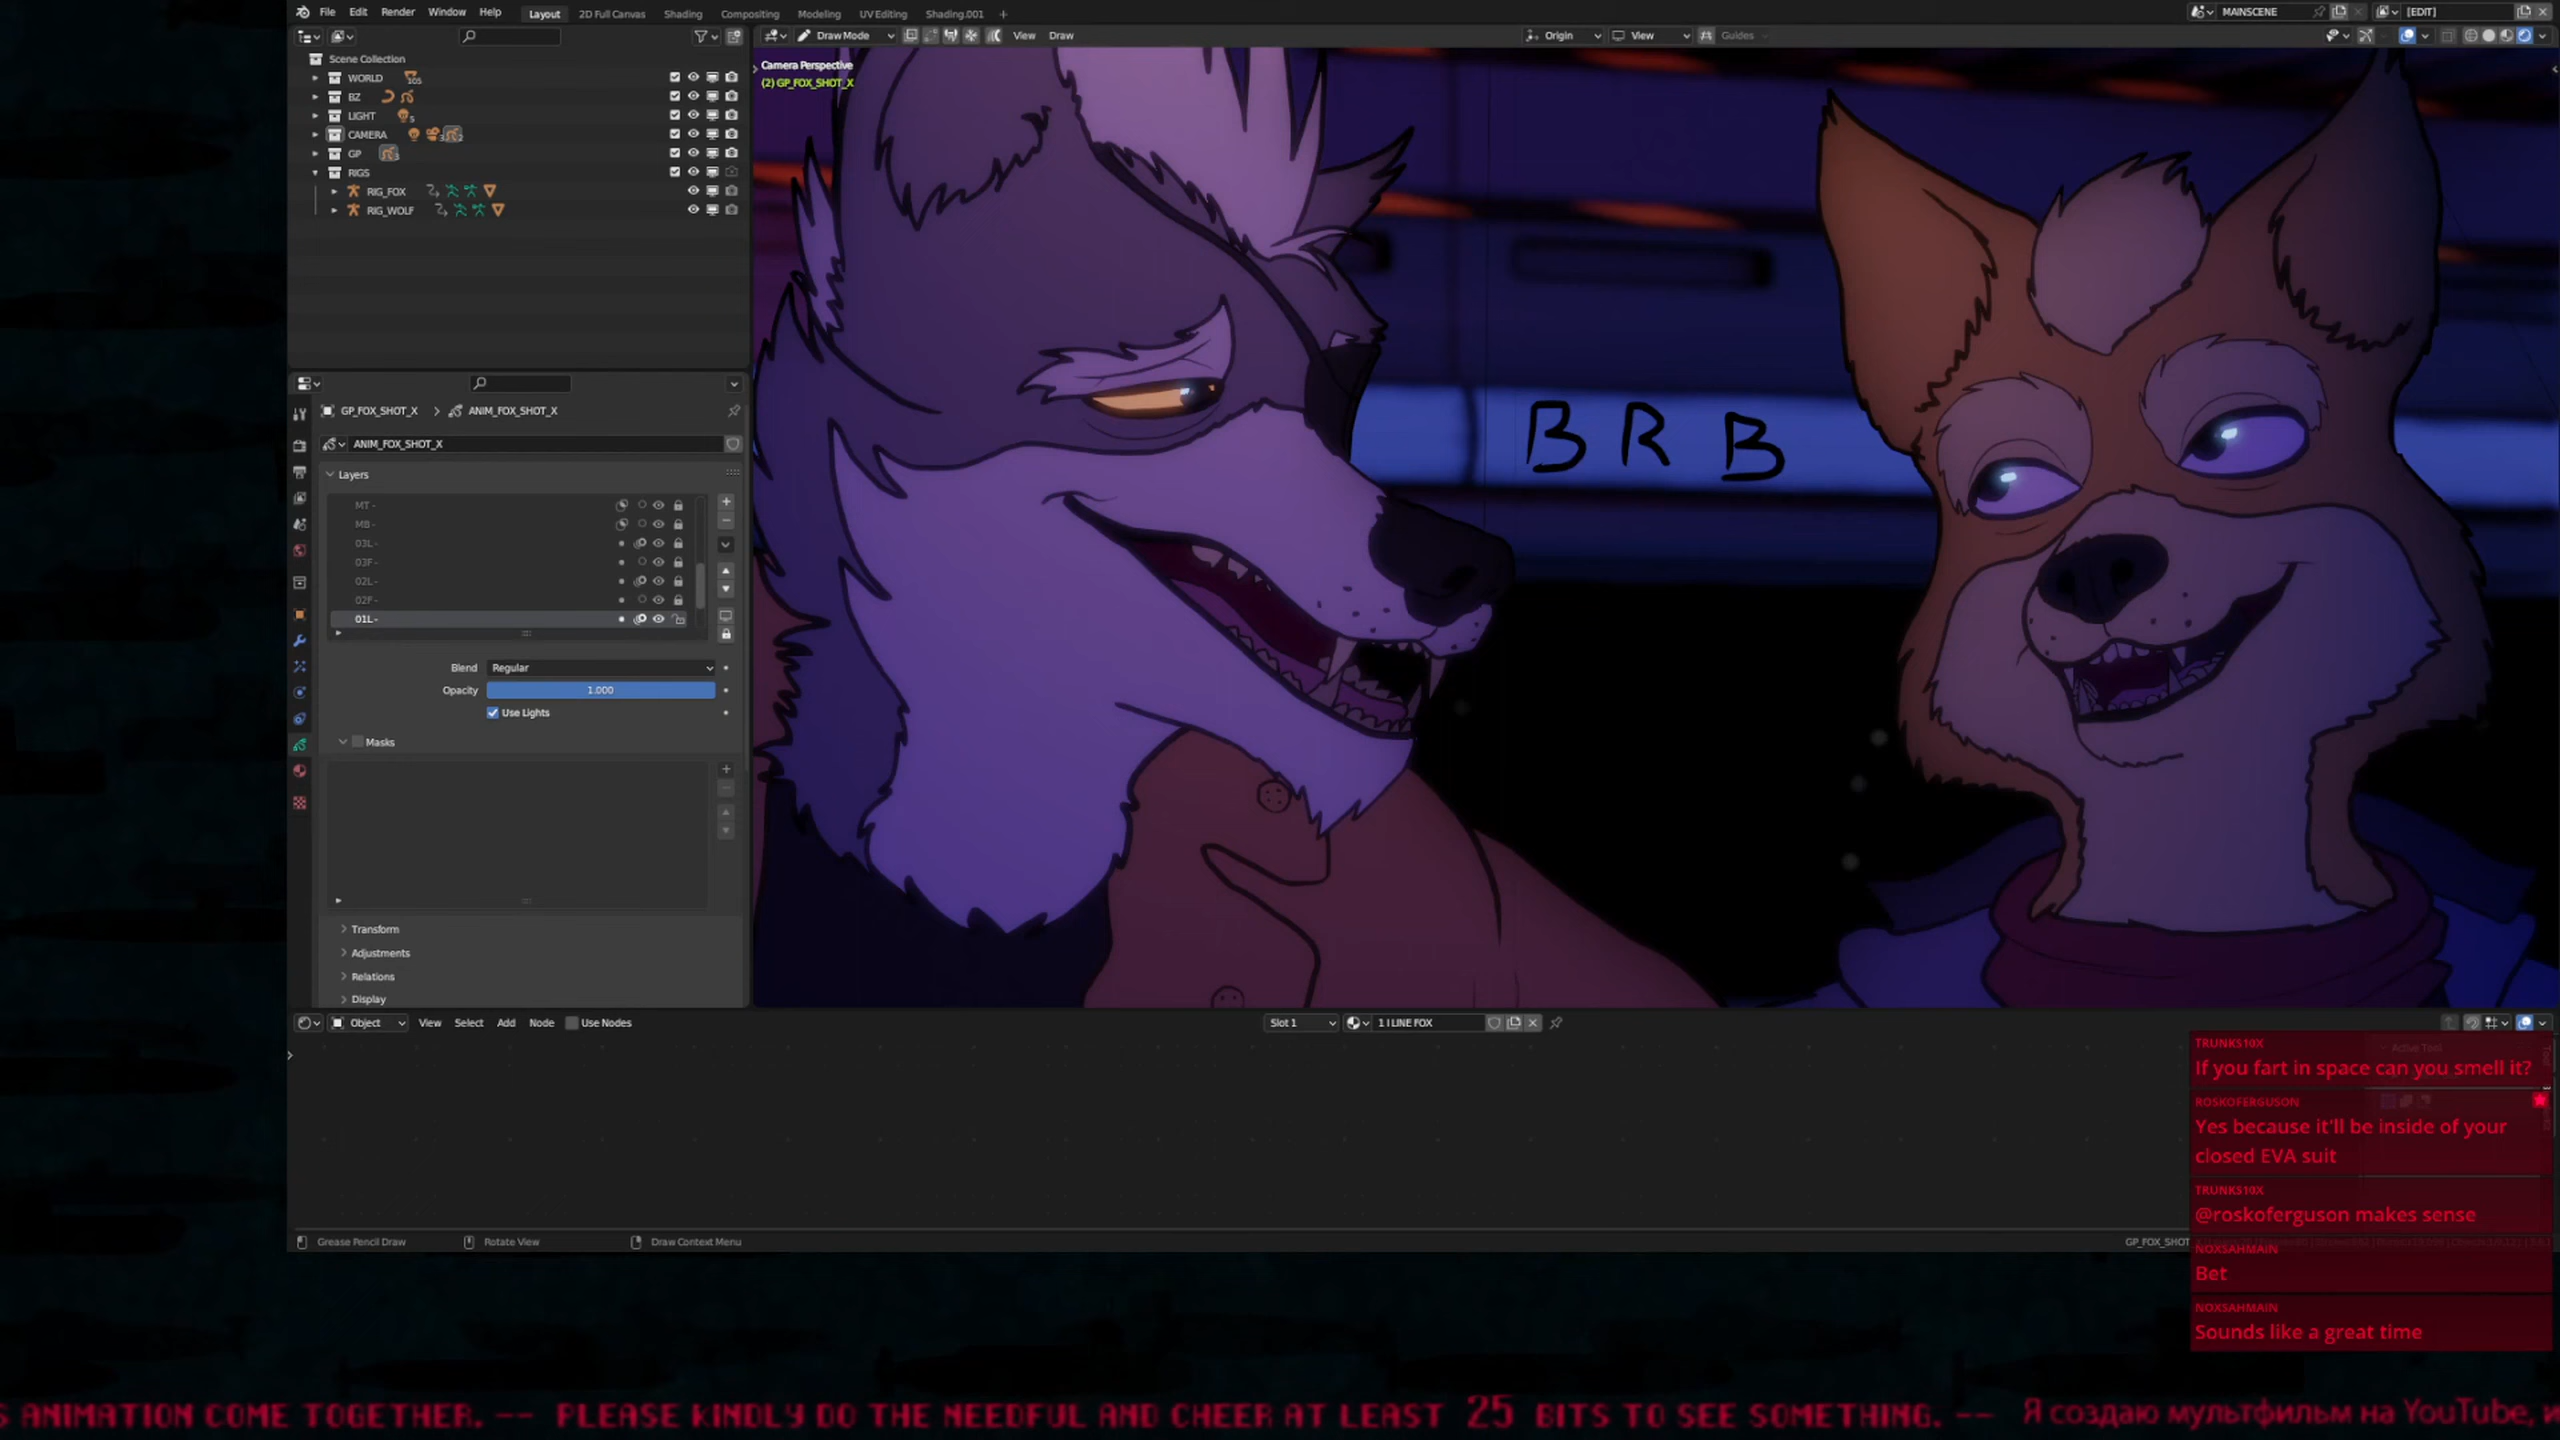 File Edit Render Window Help Layout 2D Full Canvas Shading Compositing Modeling UV Editing Shading.001 +
MAINSCENE [EDIT]
Draw Mode View Draw Origin View Guides
Scene Collection
WORLD 105
BZ
LIGHT 5
CAMERA
GP
RIGS
RIG_FOX
RIG_WOLF
Camera Perspective
(2) GP_FOX_SHOT_X
GP_FOX_SHOT_X > ANIM_FOX_SHOT_X
ANIM_FOX_SHOT_X
Layers
MT -
MB -
03L -
03F -
02L -
02F -
01L -
Blend Regular
Opacity 1.000
Use Lights
Masks
Transform
Adjustments
Relations
Display
B R B
Object View Select Add Node Use Nodes
Slot 1 1 I LINE FOX
Active Tool
TRUNKS10X
If you fart in space can you smell it?
ROSKOFERGUSON
Yes because it'll be inside of your
closed EVA suit
TRUNKS10X
@roskoferguson makes sense
NOXSAHMAIN
Bet
NOXSAHMAIN
Sounds like a great time
Grease Pencil Draw Rotate View Draw Context Menu
GP_FOX_SHOT
S ANIMATION COME TOGETHER. -- PLEASE KINDLY DO THE NEEDFUL AND CHEER AT LEAST 25 BITS TO SEE SOMETHING. -- Я создаю мультфильм на YouTube, и